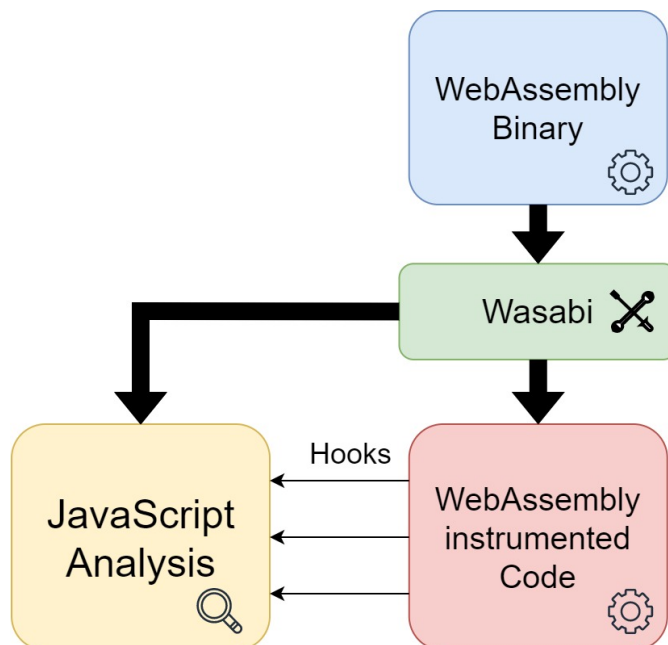 WebAssembly
Binary
Wasabi
Hooks
JavaScript
Analysis
WebAssembly
instrumented
Code